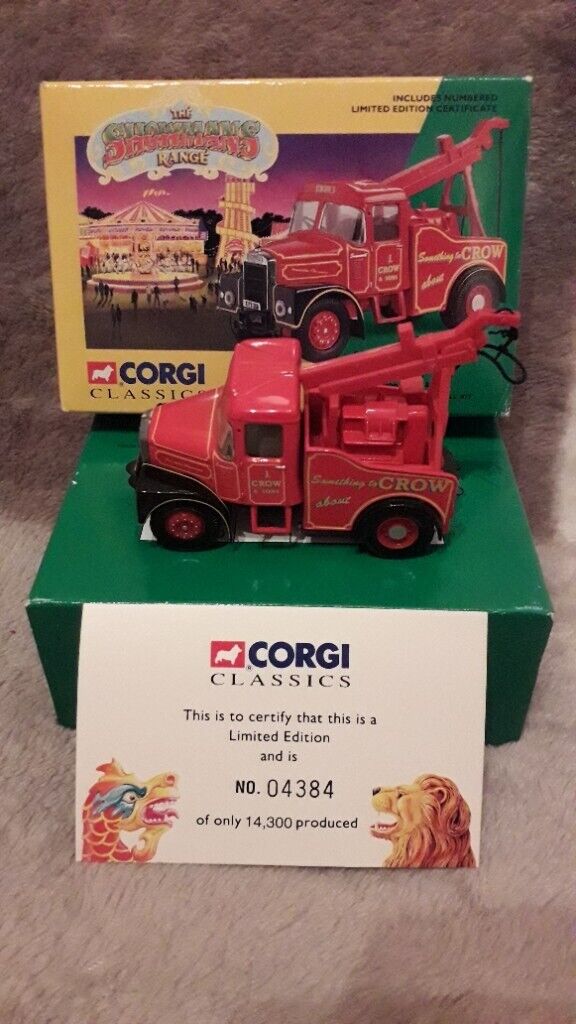 THE
SHOWMANS
RANGE
INCLUDES NUMBERED
LIMITED EDITION CERTIFICATE
J.
CROW
& SONS
Something to CROW
about
CORGI
CLASSICS
J.
CROW
& SONS
Something to CROW
about
CORGI
CLASSICS
This is to certify that this is a
Limited Edition
and is
NO. 04384
of only 14,300 produced